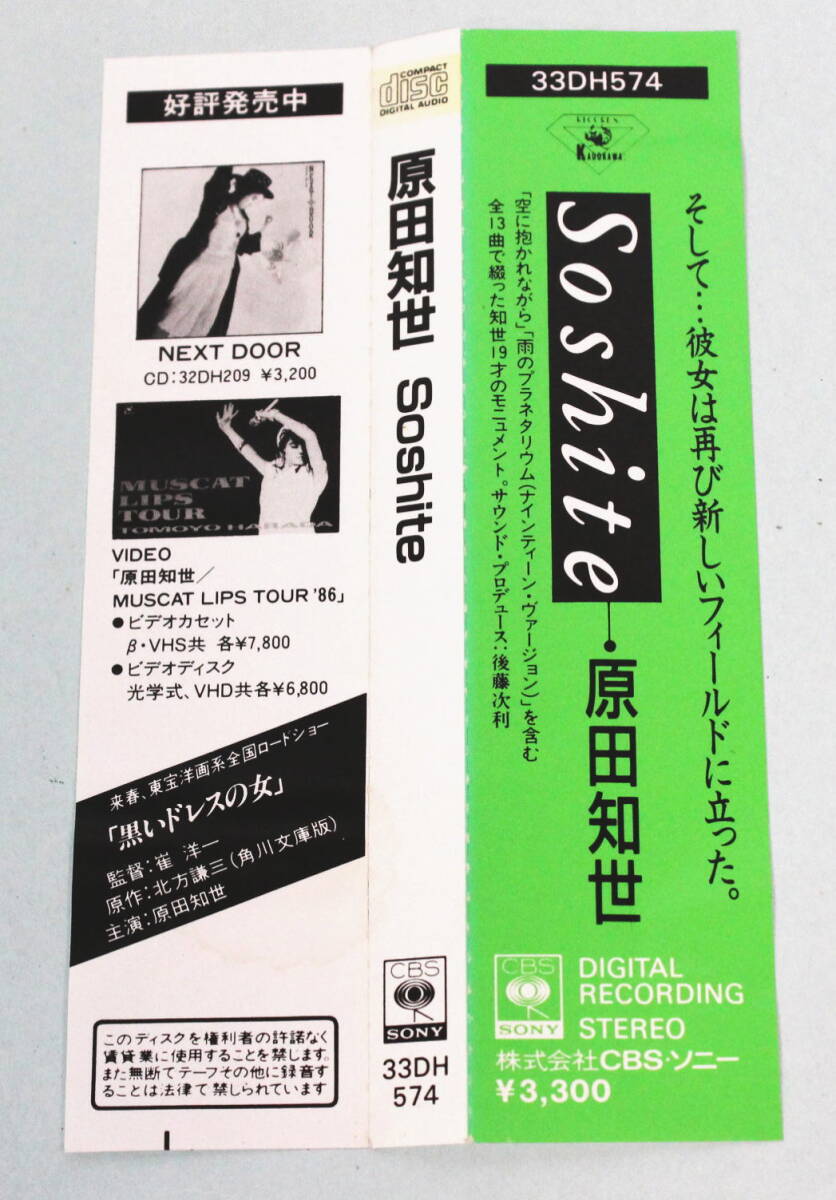 好評発売中
NEXT DOOR
CD:32DH209 ¥3,200
MUSCAT
LIPS
TOUR
TOMOYO HARADA
VIDEO
「原田知世／
MUSCAT LIPS TOUR '86」
●ビデオカセット
β・VHS共 各¥7,800
●ビデオディスク
光学式、VHD共各¥6,800
来春、東宝洋画系全国ロードショー
「黒いドレスの女」
監督:崔 洋一
原作:北方謙三(角川文庫版)
主演:原田知世
このディスクを権利者の許諾なく
賃貸業に使用することを禁じます。
また無断でテープその他に録音す
ることは法律で禁じられています
COMPACT
disc
DIGITAL AUDIO
原田知世 Soshite
CBS
SONY
33DH
574
33DH574
RECORDS
KADOKAWA
そして…彼女は再び新しいフィールドに立った。
Soshite
原田知世
「空に抱かれながら」「雨のプラネタリウム(ナインティーン・ヴァージョン)」を含む
全13曲で綴った知世19才のモニュメント。サウンド・プロデュース:後藤次利
CBS
SONY
DIGITAL
RECORDING
STEREO
株式会社CBS・ソニー
¥3,300